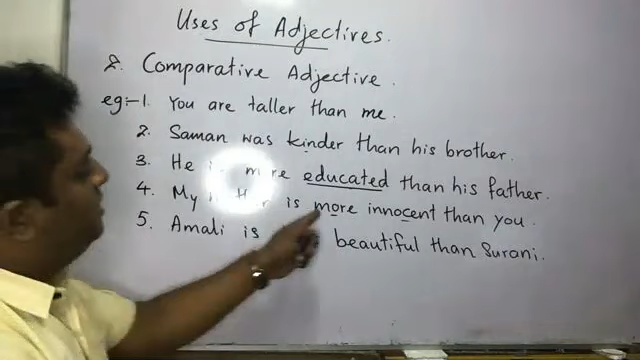 Uses of Adjectives.
2. Comparative Adjective.
eg:-1. You are taller than me.
2. Saman was kinder than his brother.
3. He more educated than his father.
4. My is more innocent than you.
5. Amali is beautiful than Surani.